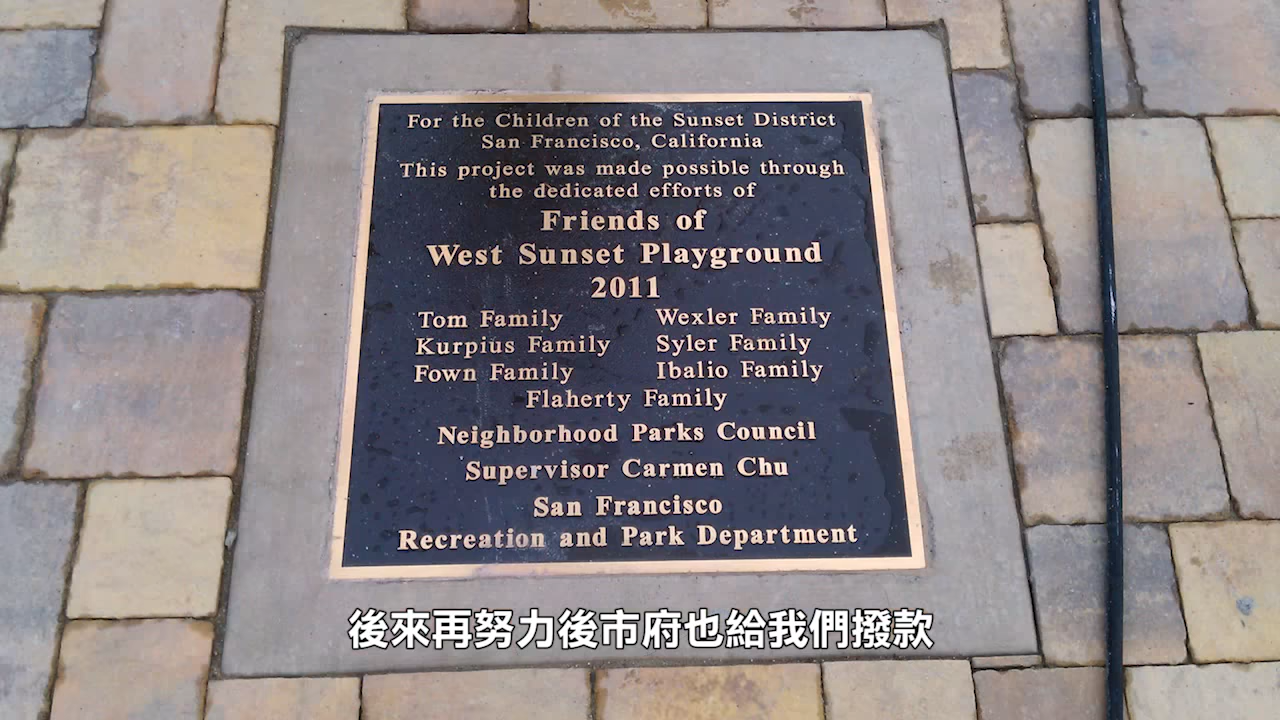 For the Children of the Sunset District
San Francisco, California
This project was made possible through
the dedicated efforts of
Friends of
West Sunset Playground
2011
Tom Family Wexler Family
Kurpius Family Syler Family
Fown Family Ibalio Family
Flaherty Family
Neighborhood Parks Council
Supervisor Carmen Chu
San Francisco
Recreation and Park Department
後來再努力後市府也給我們撥款